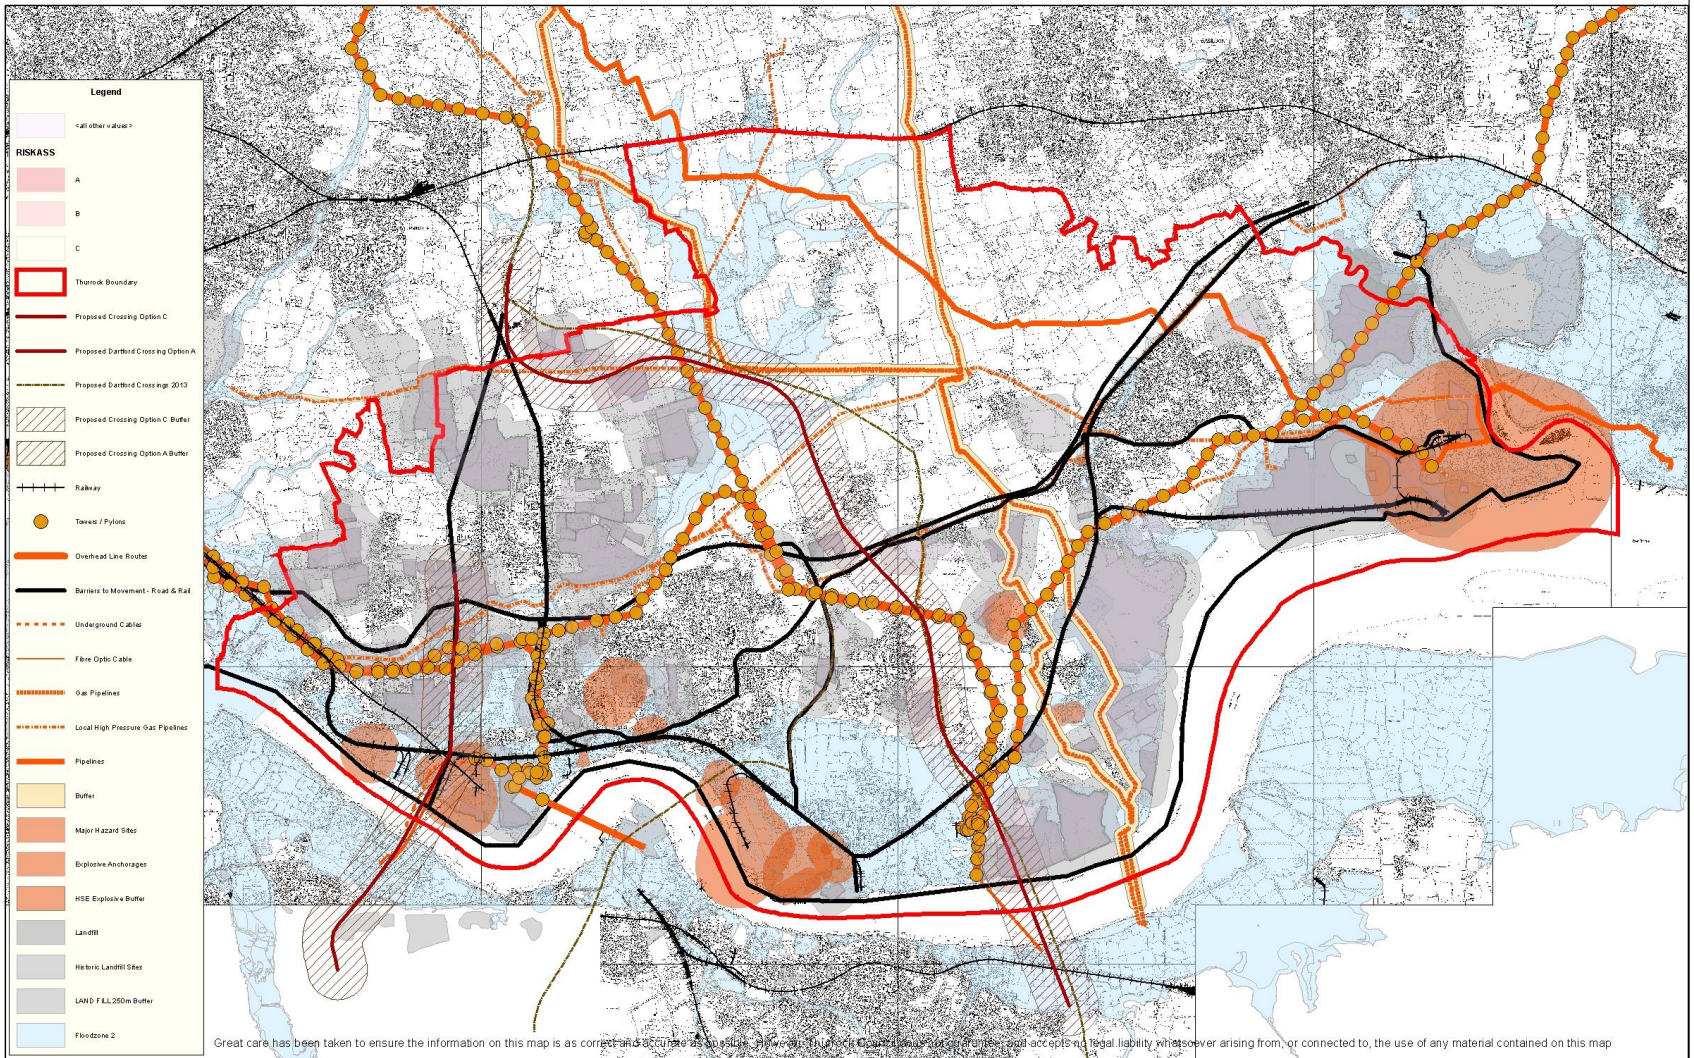 Legend
<all other values>
RISKASS
A
B
C
Thurrock Boundary
Proposed Crossing Option C
Proposed Dartford Crossing Option A
Proposed Dartford Crossings 2013
Proposed Crossing Option C Buffer
Proposed Crossing Option A Buffer
Railway
Towers / Pylons
Overhead Line Routes
Barriers to Movement - Road & Rail
Underground Cables
Fibre Optic Cable
Gas Pipelines
Local High Pressure Gas Pipelines
Pipelines
Buffer
Major Hazard Sites
Explosive Anchorages
HSE Explosive Buffer
Landfill
Historic Landfill Sites
LAND FILL 250m Buffer
Floodzone 2
Great care has been taken to ensure the information on this map is as correct and accurate as possible. However, Thurrock Council guarantee and accepts no legal liability whatsoever arising from, or connected to, the use of any material contained on this map